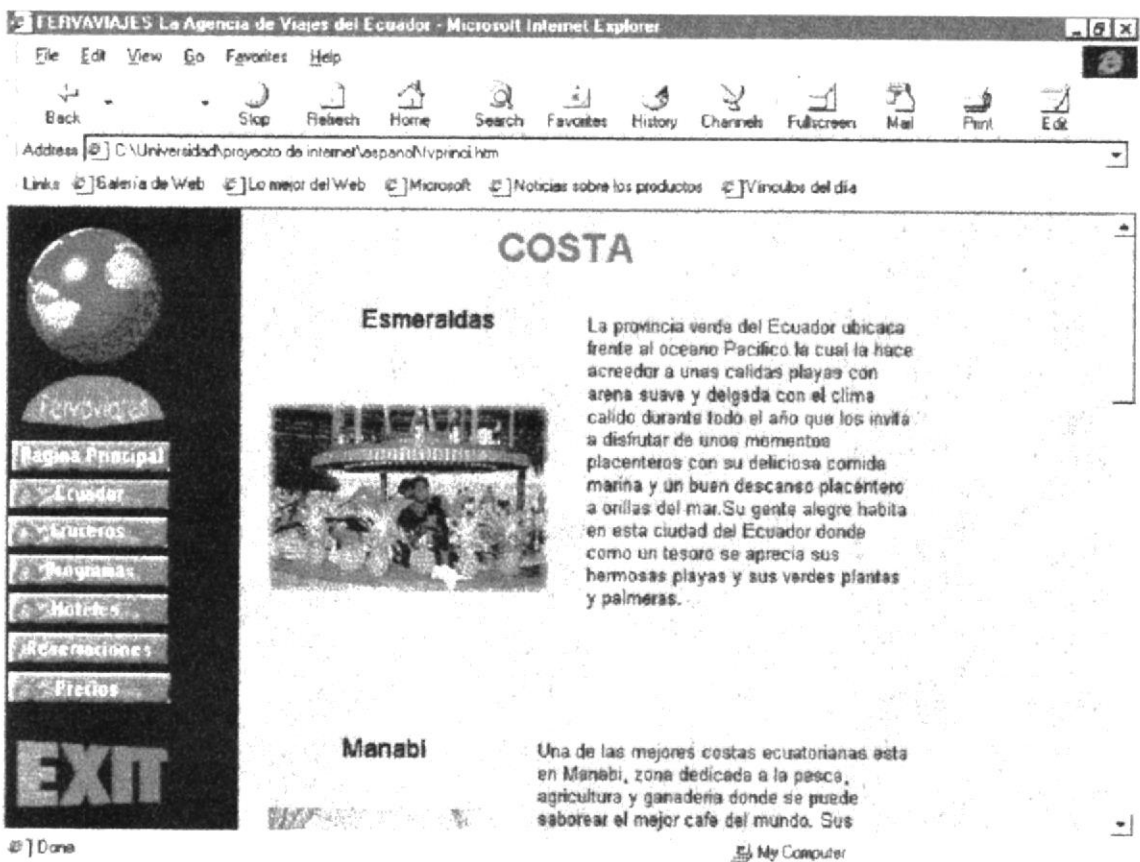 FERVAVIAJES La Agencia de Viajes del Ecuador - Microsoft Internet Explorer
File Edit View Go Favorites Help
Back Stop Refresh Home Search Favorites History Channels Fullscreen Mail Print Edit
Address C:\Universidad\proyecto de internet\espanol\fvprinci.htm
Links Galería de Web Lo mejor del Web Microsoft Noticias sobre los productos Vínculos del día
Fervaviajes
Pagina Principal
Ecuador
Cruceros
Programas
Hoteles
Reservaciones
Precios
EXIT
COSTA
Esmeraldas
La provincia verde del Ecuador ubicaca
frente al oceano Pacifico la cual la hace
acreedor a unas calidas playas con
arena suave y delgada con el clima
calido durante todo el año que los invita
a disfrutar de unos momentos
placenteros con su deliciosa comida
marina y un buen descanso placentero
a orillas del mar.Su gente alegre habita
en esta ciudad del Ecuador donde
como un tesoro se aprecia sus
hermosas playas y sus verdes plantas
y palmeras.
Manabi
Una de las mejores costas ecuatorianas esta
en Manabi, zona dedicada a la pesca,
agricultura y ganaderia donde se puede
saborear el mejor cafe del mundo. Sus
Done
My Computer